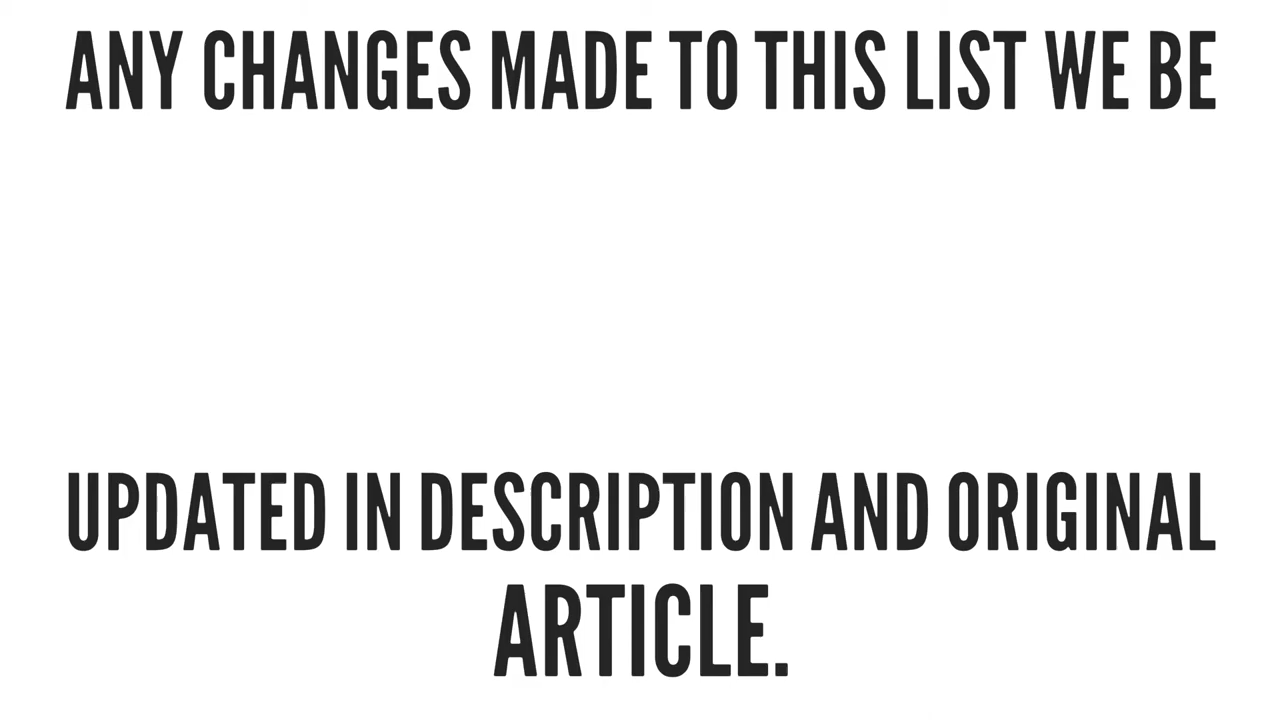 ANY CHANGES MADE TO THIS LIST WE BE
UPDATED IN DESCRIPTION AND ORIGINAL
ARTICLE.